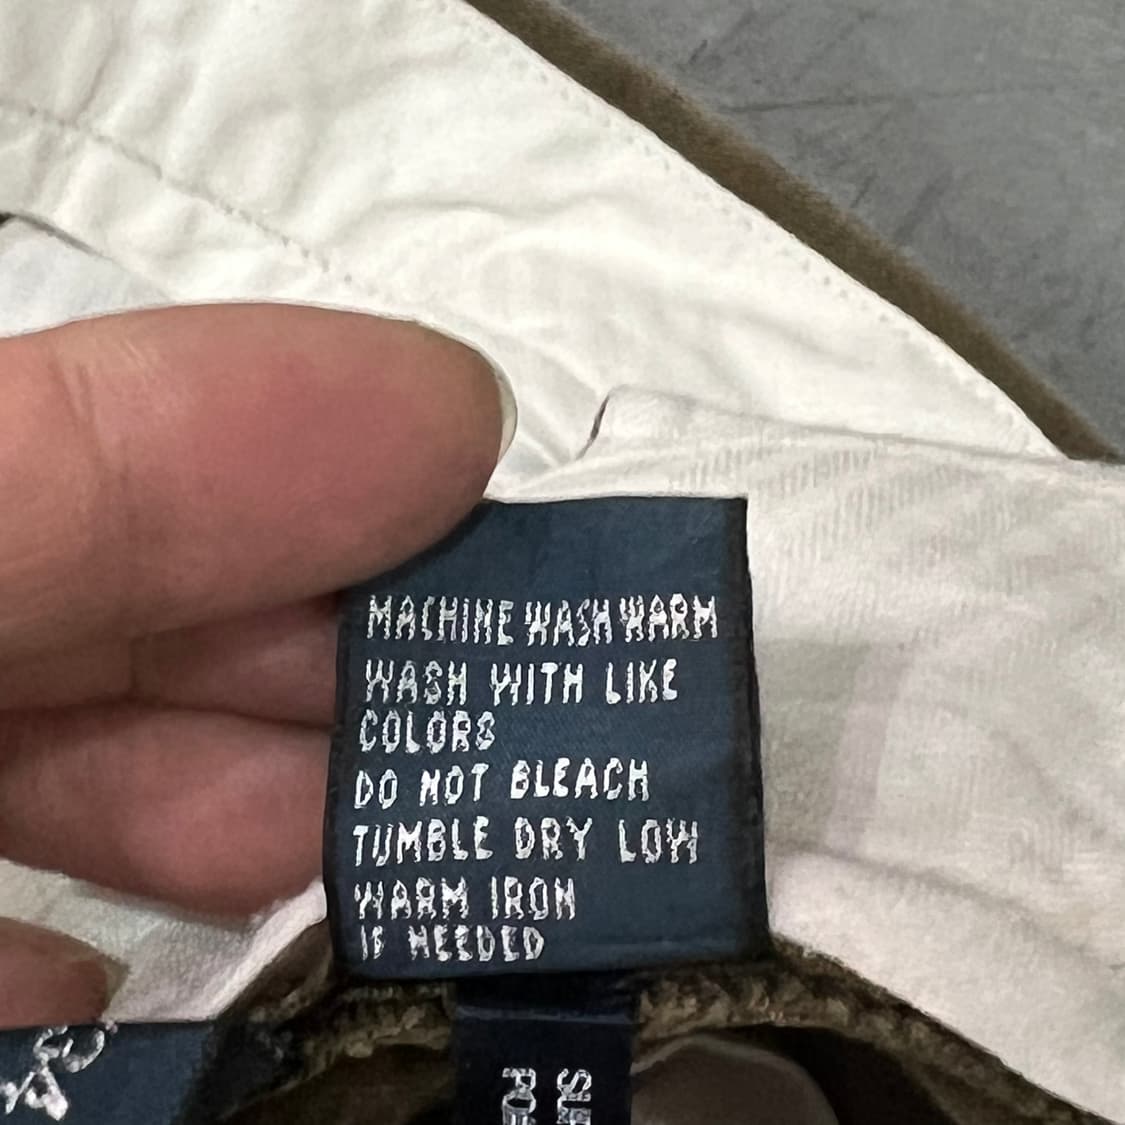 MACHINE WASH WARM
WASH WITH LIKE
COLORS
DO NOT BLEACH
TUMBLE DRY LOW
WARM IRON
IF NEEDED